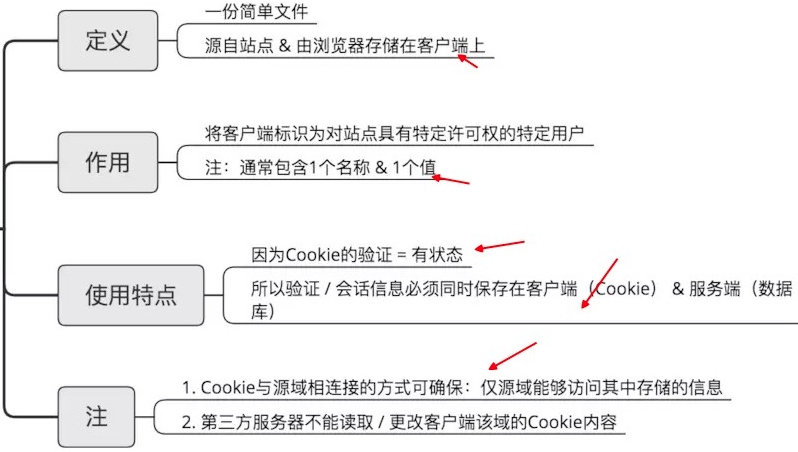 定义
一份简单文件
源自站点 & 由浏览器存储在客户端上
作用
将客户端标识为对站点具有特定许可权的特定用户
注：通常包含1个名称 & 1个值
使用特点
因为Cookie的验证 = 有状态
所以验证 / 会话信息必须同时保存在客户端（Cookie） & 服务端（数据
库）
注
1. Cookie与源域相连接的方式可确保：仅源域能够访问其中存储的信息
2. 第三方服务器不能读取 / 更改客户端该域的Cookie内容